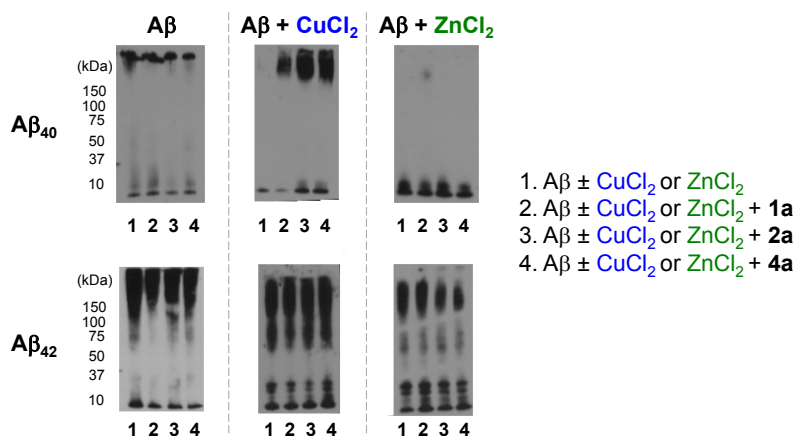 Aβ
Aβ + CuCl₂
Aβ + ZnCl₂
Aβ₄₀
(kDa)
150
100
75
50
37
10
1 2 3 4
1 2 3 4
1 2 3 4
1. Aβ ± CuCl₂ or ZnCl₂
2. Aβ ± CuCl₂ or ZnCl₂ + 1a
3. Aβ ± CuCl₂ or ZnCl₂ + 2a
4. Aβ ± CuCl₂ or ZnCl₂ + 4a
Aβ₄₂
(kDa)
150
100
75
50
37
10
1 2 3 4
1 2 3 4
1 2 3 4